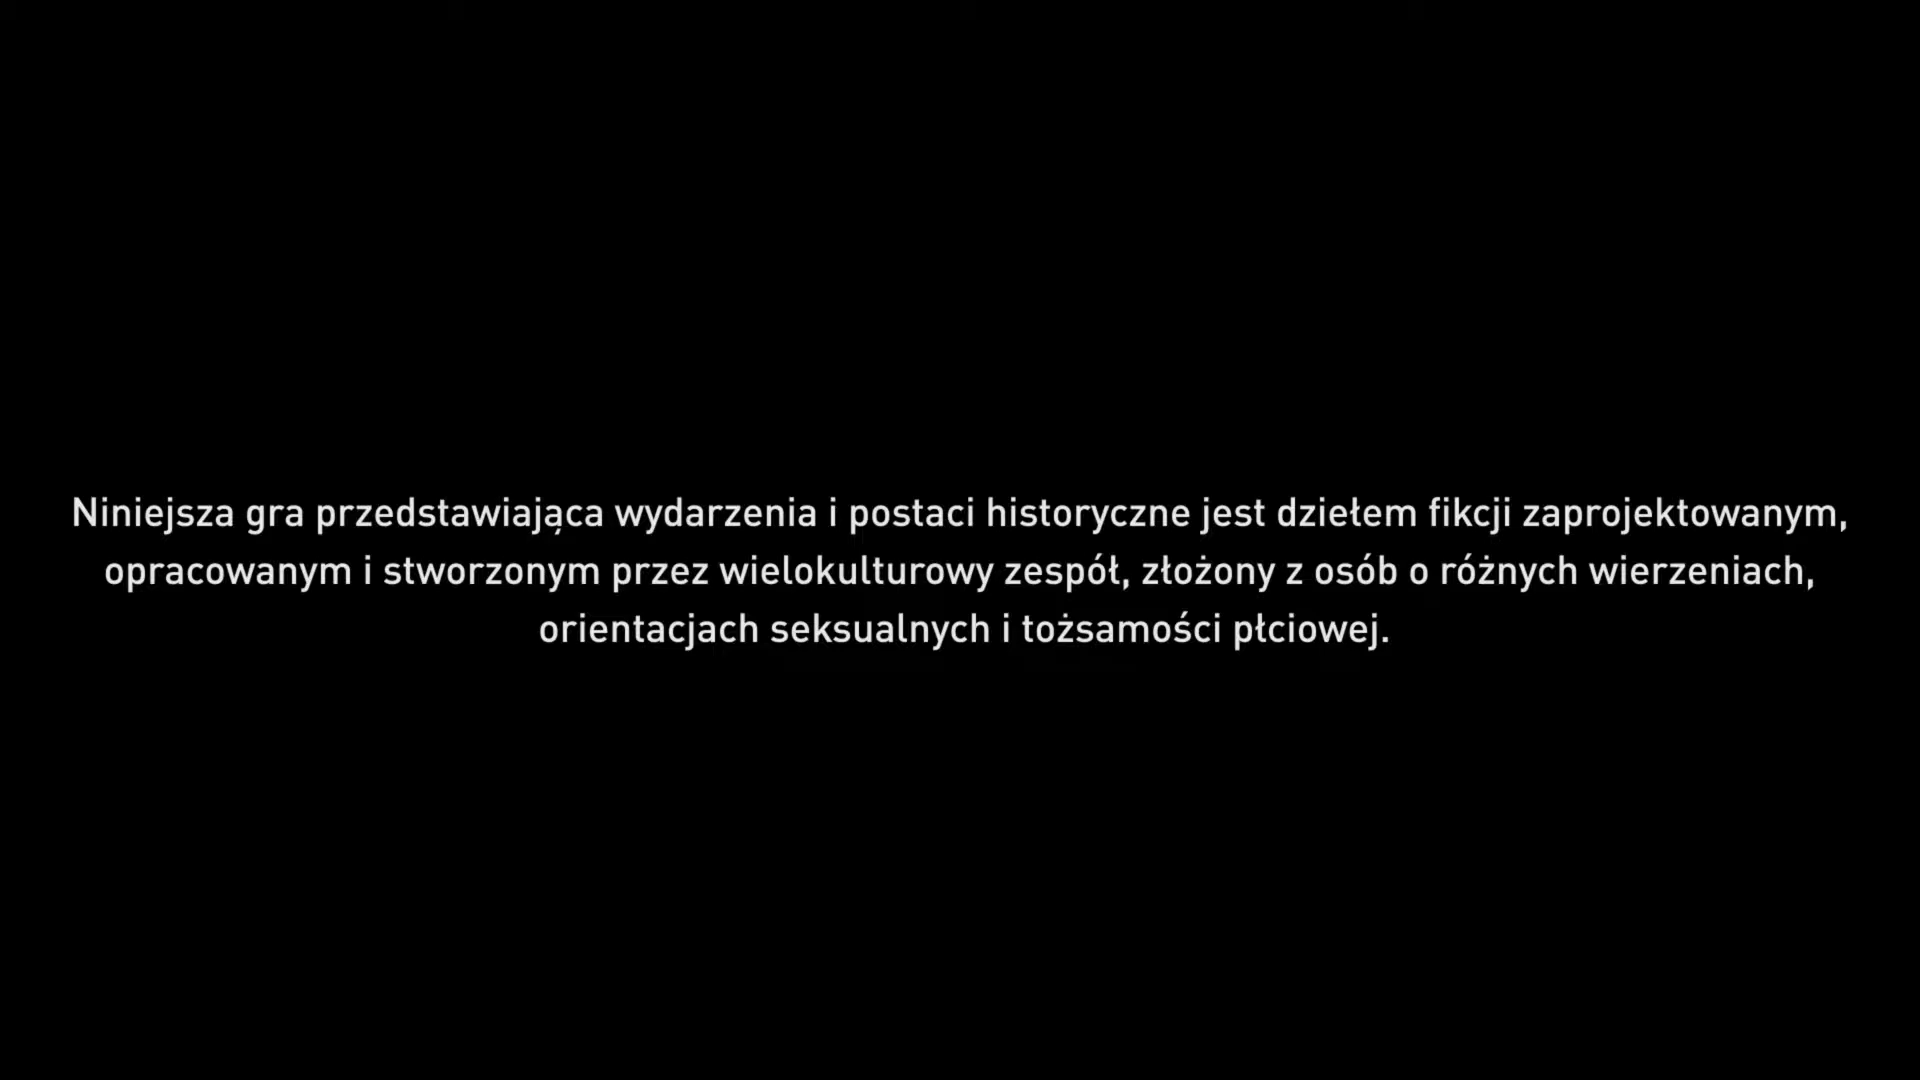 Niniejsza gra przedstawiająca wydarzenia i postaci historyczne jest dziełem fikcji zaprojektowanym,
opracowanym i stworzonym przez wielokulturowy zespół, złożony z osób o różnych wierzeniach,
orientacjach seksualnych i tożsamości płciowej.